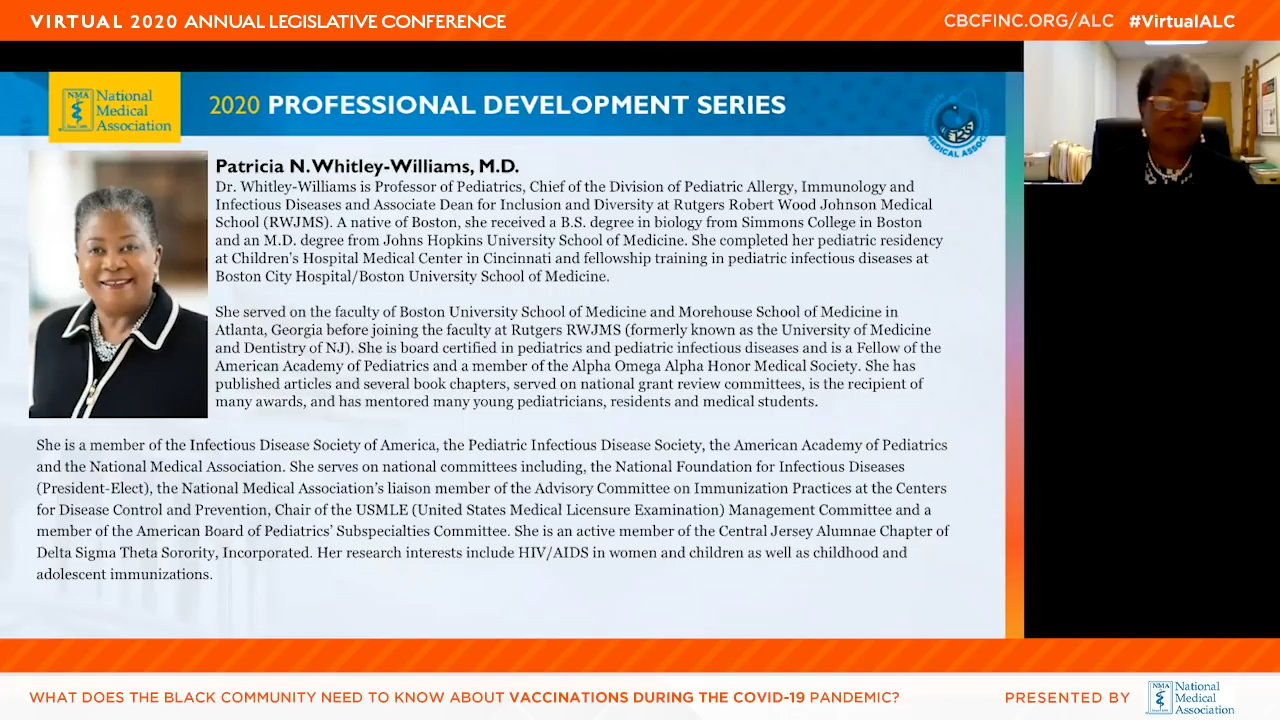 VIRTUAL 2020 ANNUAL LEGISLATIVE CONFERENCE
CBCFINC.ORG/ALC #VirtualALC
NMA
National
Medical
Association
2020 PROFESSIONAL DEVELOPMENT SERIES
Patricia N. Whitley-Williams, M.D.
Dr. Whitley-Williams is Professor of Pediatrics, Chief of the Division of Pediatric Allergy, Immunology and
Infectious Diseases and Associate Dean for Inclusion and Diversity at Rutgers Robert Wood Johnson Medical
School (RWJMS). A native of Boston, she received a B.S. degree in biology from Simmons College in Boston
and an M.D. degree from Johns Hopkins University School of Medicine. She completed her pediatric residency
at Children's Hospital Medical Center in Cincinnati and fellowship training in pediatric infectious diseases at
Boston City Hospital/Boston University School of Medicine.
She served on the faculty of Boston University School of Medicine and Morehouse School of Medicine in
Atlanta, Georgia before joining the faculty at Rutgers RWJMS (formerly known as the University of Medicine
and Dentistry of NJ). She is board certified in pediatrics and pediatric infectious diseases and is a Fellow of the
American Academy of Pediatrics and a member of the Alpha Omega Alpha Honor Medical Society. She has
published articles and several book chapters, served on national grant review committees, is the recipient of
many awards, and has mentored many young pediatricians, residents and medical students.
She is a member of the Infectious Disease Society of America, the Pediatric Infectious Disease Society, the American Academy of Pediatrics
and the National Medical Association. She serves on national committees including, the National Foundation for Infectious Diseases
(President-Elect), the National Medical Association's liaison member of the Advisory Committee on Immunization Practices at the Centers
for Disease Control and Prevention, Chair of the USMLE (United States Medical Licensure Examination) Management Committee and a
member of the American Board of Pediatrics' Subspecialties Committee. She is an active member of the Central Jersey Alumnae Chapter of
Delta Sigma Theta Sorority, Incorporated. Her research interests include HIV/AIDS in women and children as well as childhood and
adolescent immunizations.
WHAT DOES THE BLACK COMMUNITY NEED TO KNOW ABOUT VACCINATIONS DURING THE COVID-19 PANDEMIC?
PRESENTED BY
NMA
National
Medical
Association